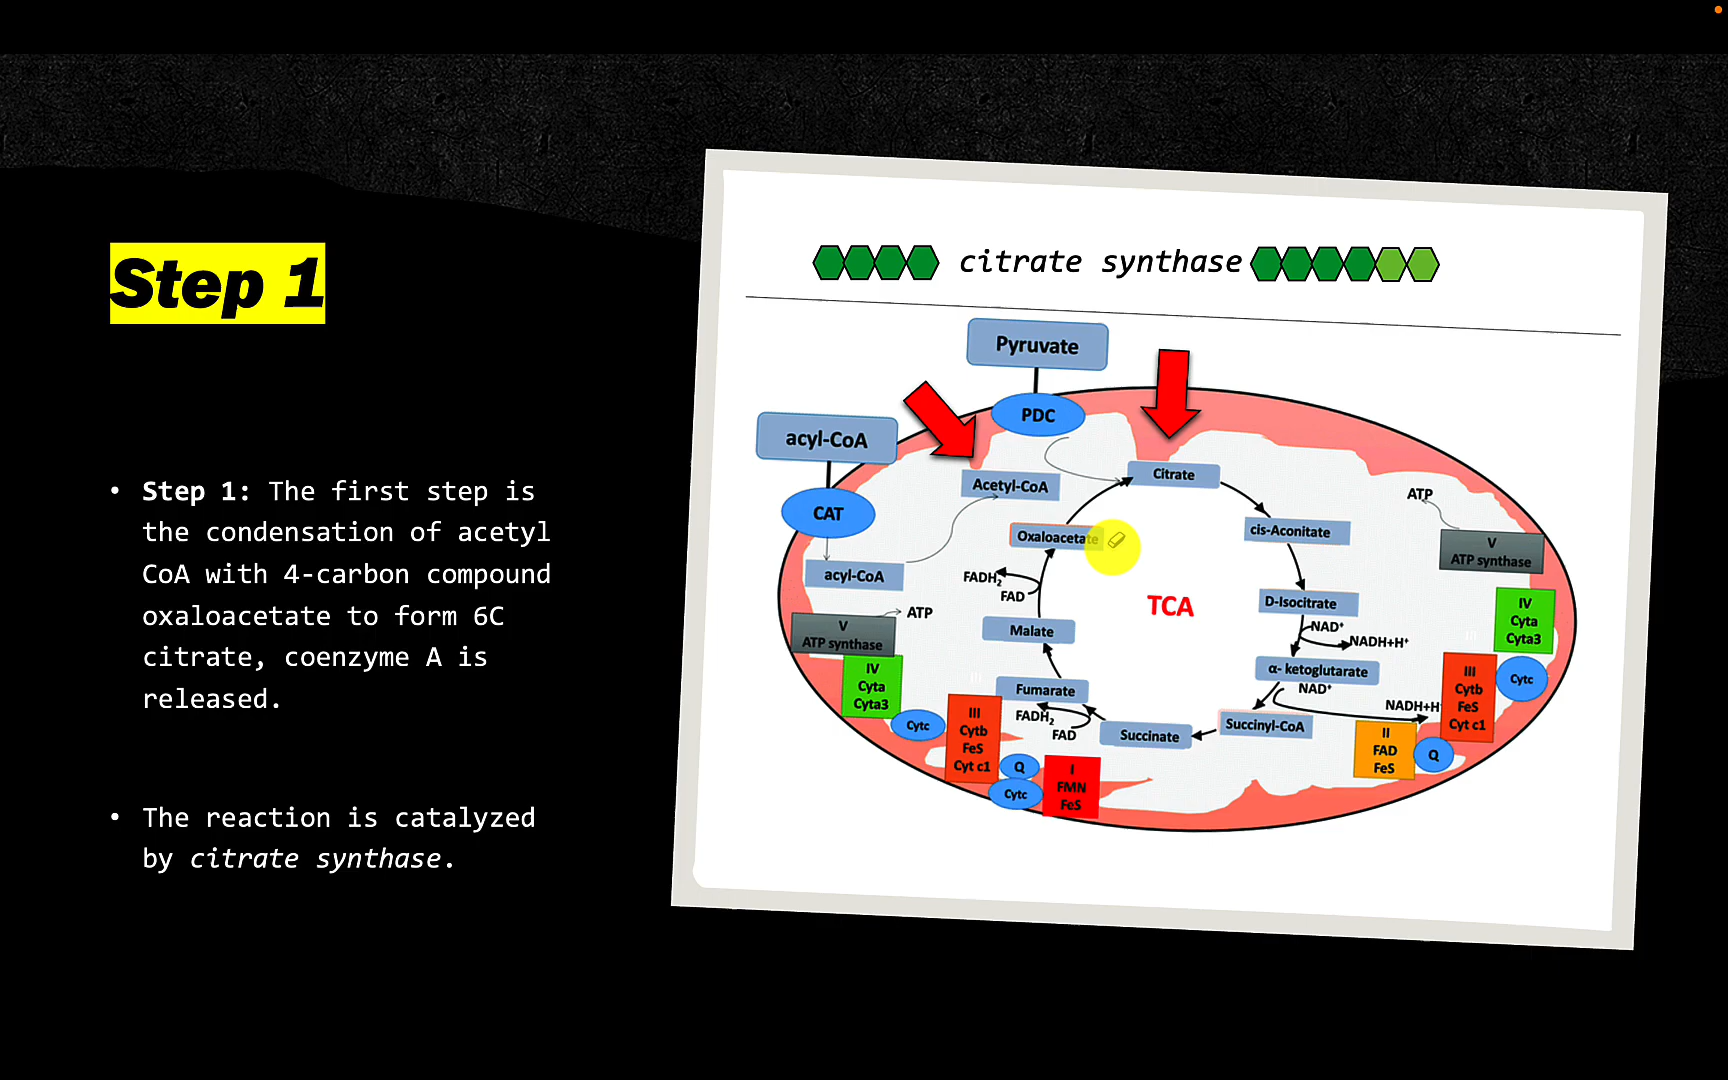 Step 1
• Step 1: The first step is
the condensation of acetyl
CoA with 4-carbon compound
oxaloacetate to form 6C
citrate, coenzyme A is
released.
• The reaction is catalyzed
by citrate synthase.
citrate synthase
Pyruvate
PDC
acyl-CoA
CAT
acyl-CoA
Acetyl-CoA
Citrate
Oxaloacetate
cis-Aconitate
ATP
V
ATP synthase
FADH2
FAD
TCA
D-Isocitrate
NAD+
NADH+H+
IV
Cyta
Cyta3
ATP
V
ATP synthase
Malate
α- ketoglutarate
NAD+
NADH+H
III
Cytb
FeS
Cyt c1
Cytc
IV
Cyta
Cyta3
Fumarate
FADH2
FAD
Succinate
Succinyl-CoA
II
FAD
FeS
Q
Cytc
III
Cytb
FeS
Cyt c1
Q
Cytc
I
FMN
FeS
III
III